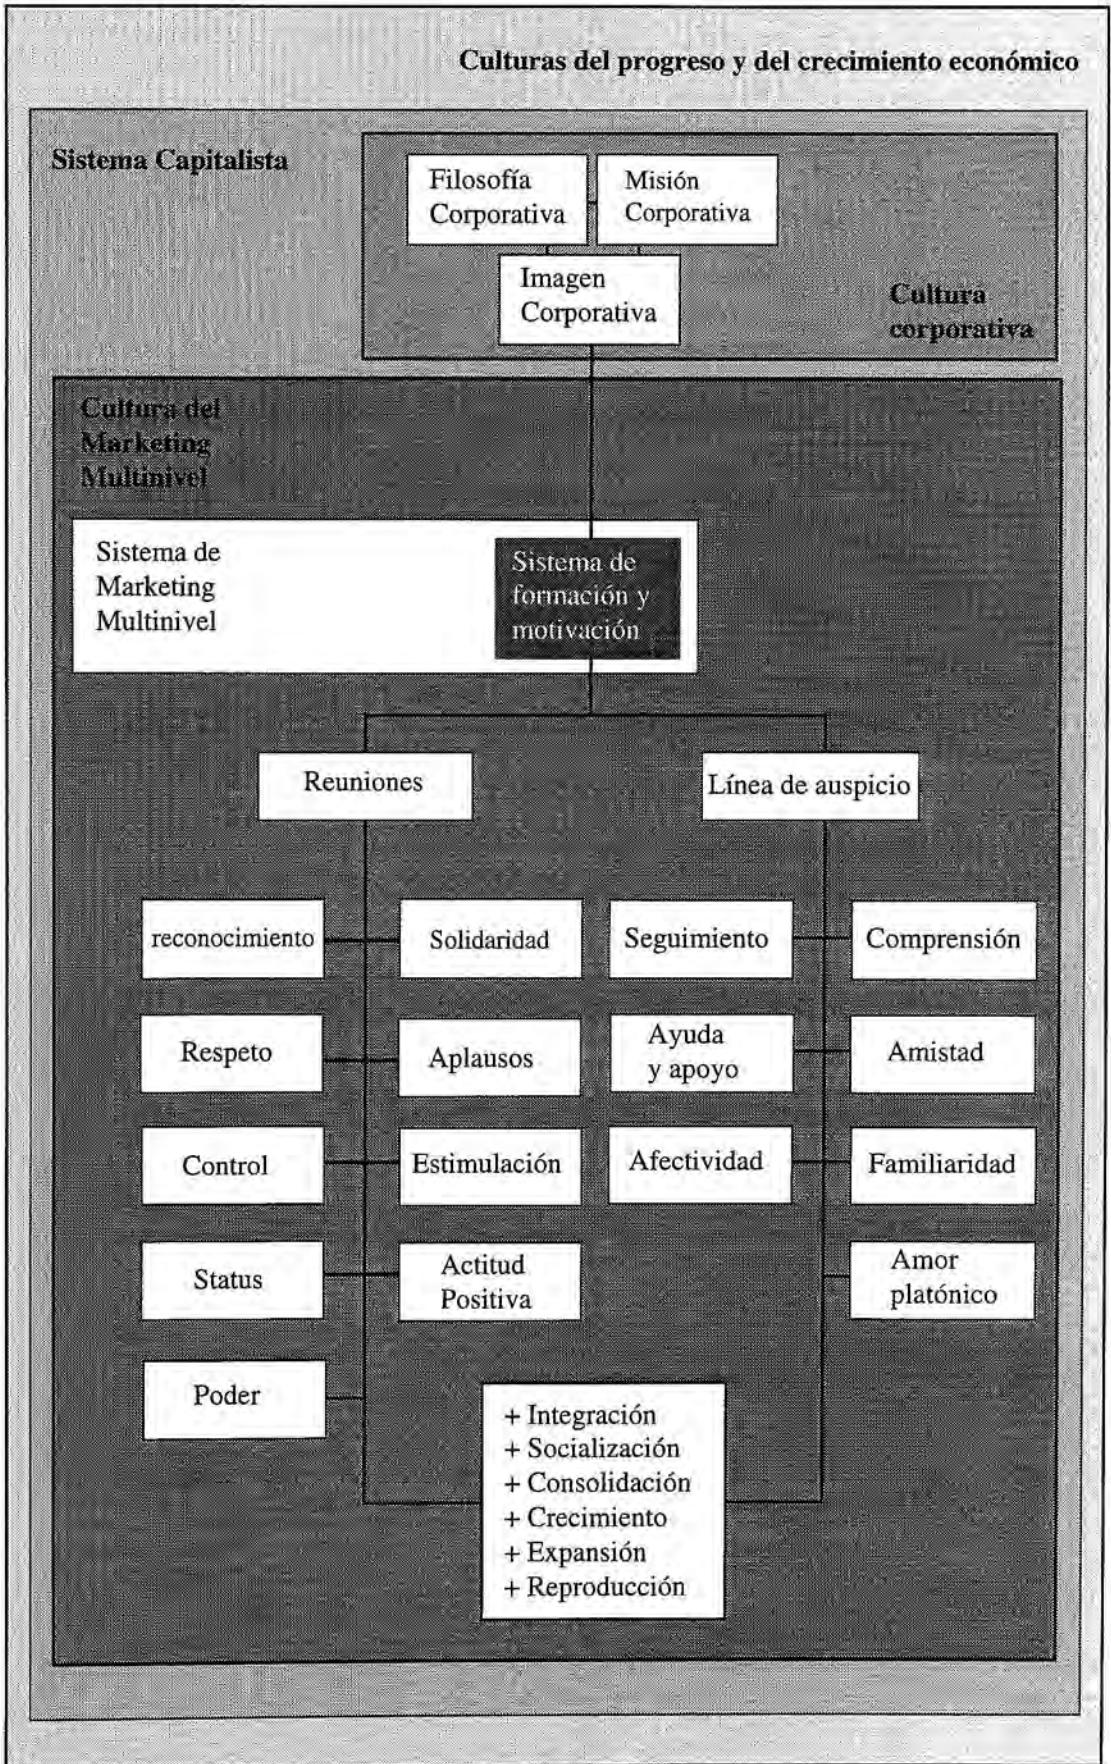 Culturas del progreso y del crecimiento económico
Sistema Capitalista
Filosofía
Corporativa
Misión
Corporativa
Imagen
Corporativa
Cultura
corporativa
Cultura del
Marketing
Multinivel
Sistema de
Marketing
Multinivel
Sistema de
formación y
motivación
Reuniones
Línea de auspicio
reconocimiento
Solidaridad
Seguimiento
Comprensión
Respeto
Aplausos
Ayuda
y apoyo
Amistad
Control
Estimulación
Afectividad
Familiaridad
Status
Actitud
Positiva
Amor
platónico
Poder
+ Integración
+ Socialización
+ Consolidación
+ Crecimiento
+ Expansión
+ Reproducción